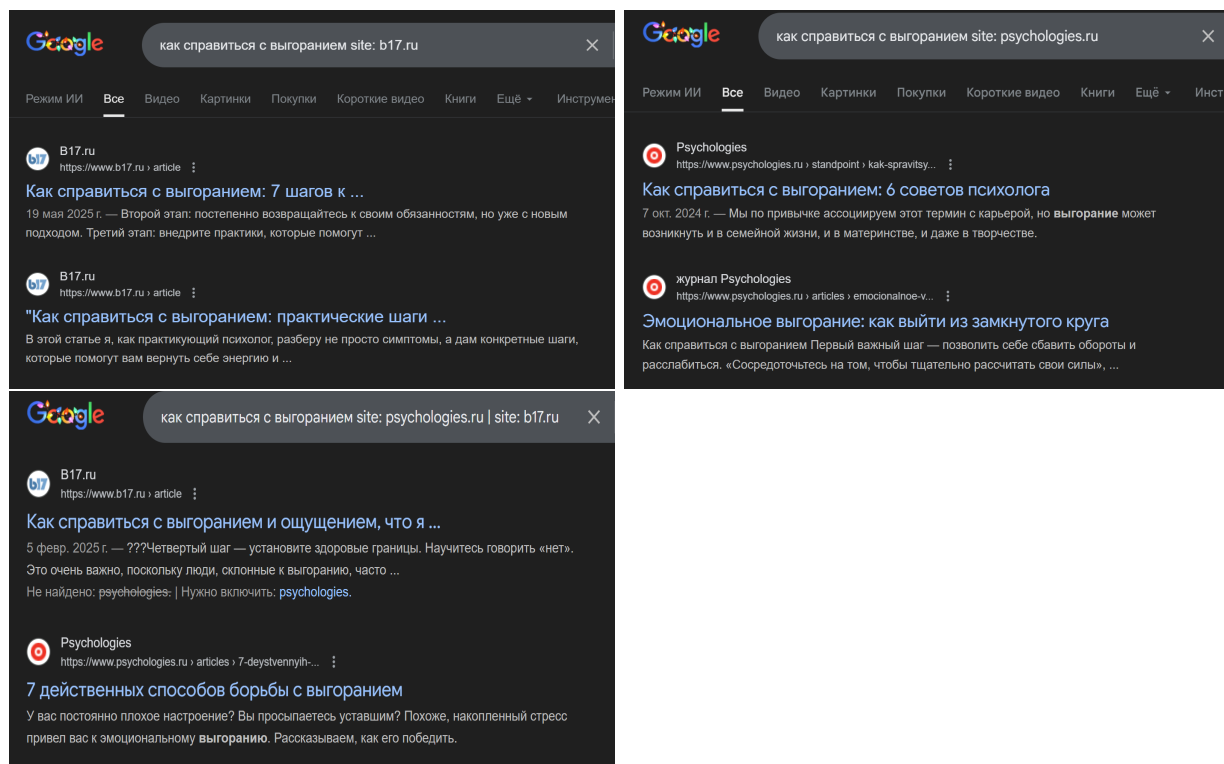 Google
как справиться с выгоранием site: b17.ru
Режим ИИ Все Видео Картинки Покупки Короткие видео Книги Ещё Инструмен
b17
B17.ru
https://www.b17.ru › article
Как справиться с выгоранием: 7 шагов к ...
19 мая 2025 г. — Второй этап: постепенно возвращайтесь к своим обязанностям, но уже с новым
подходом. Третий этап: внедрите практики, которые помогут ...
b17
B17.ru
https://www.b17.ru › article
"Как справиться с выгоранием: практические шаги ...
В этой статье я, как практикующий психолог, разберу не просто симптомы, а дам конкретные шаги,
которые помогут вам вернуть себе энергию и ...
Google
как справиться с выгоранием site: psychologies.ru
Режим ИИ Все Видео Картинки Покупки Короткие видео Книги Ещё Инст
Psychologies
https://www.psychologies.ru › standpoint › kak-spravitsy...
Как справиться с выгоранием: 6 советов психолога
7 окт. 2024 г. — Мы по привычке ассоциируем этот термин с карьерой, но выгорание может
возникнуть и в семейной жизни, и в материнстве, и даже в творчестве.
журнал Psychologies
https://www.psychologies.ru › articles › emocionalnoe-v...
Эмоциональное выгорание: как выйти из замкнутого круга
Как справиться с выгоранием Первый важный шаг — позволить себе сбавить обороты и
расслабиться. «Сосредоточьтесь на том, чтобы тщательно рассчитать свои силы», ...
Google
как справиться с выгоранием site: psychologies.ru | site: b17.ru
b17
B17.ru
https://www.b17.ru › article
Как справиться с выгоранием и ощущением, что я ...
5 февр. 2025 г. — ???Четвертый шаг — установите здоровые границы. Научитесь говорить «нет».
Это очень важно, поскольку люди, склонные к выгоранию, часто ...
Не найдено: psychologies. | Нужно включить: psychologies.
Psychologies
https://www.psychologies.ru › articles › 7-deystvennyih-...
7 действенных способов борьбы с выгоранием
У вас постоянно плохое настроение? Вы просыпаетесь уставшим? Похоже, накопленный стресс
привел вас к эмоциональному выгоранию. Рассказываем, как его победить.